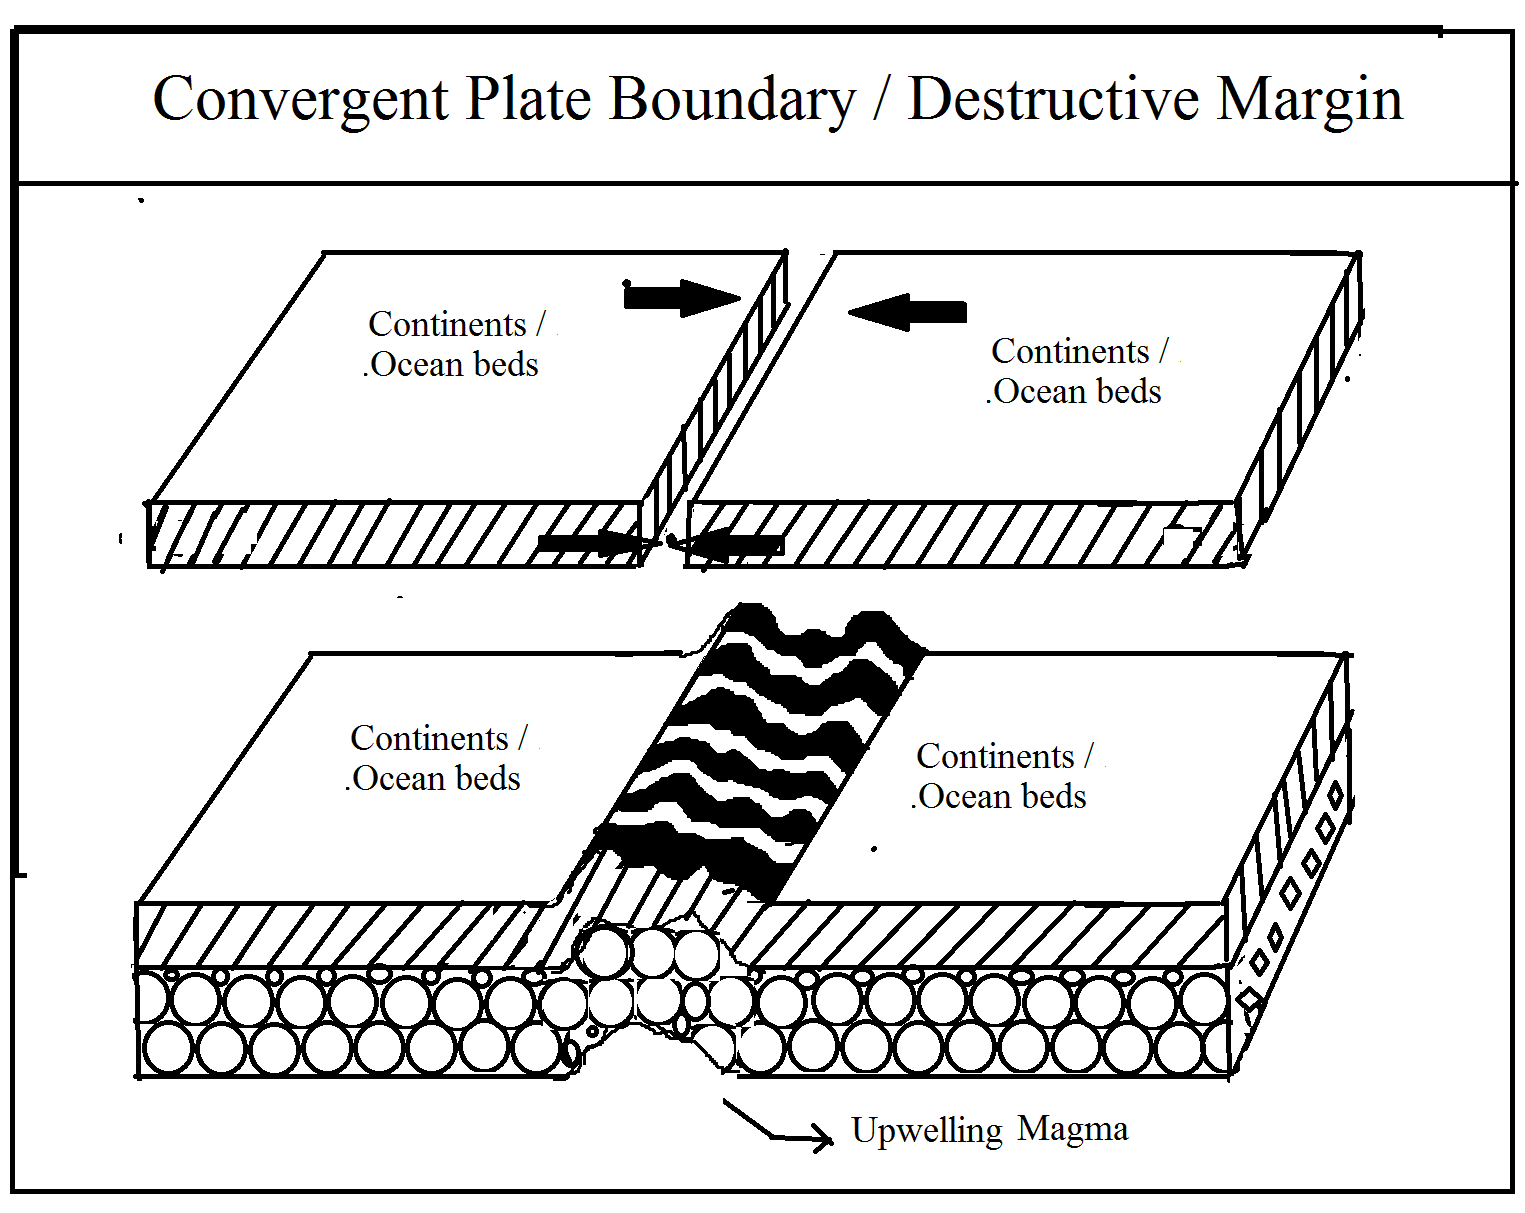 Convergent Plate Boundary / Destructive Margin
Continents /
.Ocean beds
Continents /
.Ocean beds
Continents /
.Ocean beds
Continents /
.Ocean beds
Upwelling Magma